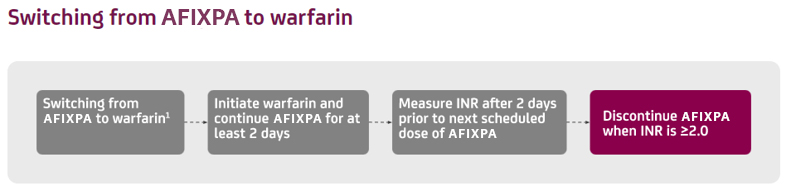 Switching from AFIXPA to warfarin
Switching from
AFIXPA to warfarin¹
Initiate warfarin and
continue AFIXPA for at
least 2 days
Measure INR after 2 days
prior to next scheduled
dose of AFIXPA
Discontinue AFIXPA
when INR is ≥2.0